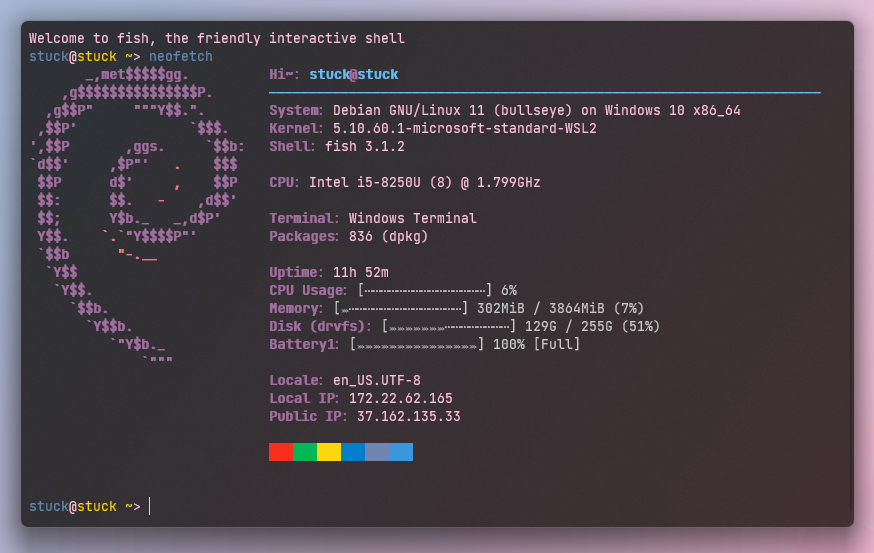 Welcome to fish, the friendly interactive shell
stuck@stuck ~> neofetch
       _,met$$$$$gg.          Hi~: stuck@stuck
    ,g$$$$$$$$$$$$$$$P.
  ,g$$P"     """Y$$.".        System: Debian GNU/Linux 11 (bullseye) on Windows 10 x86_64
 ,$$P'              `$$$.     Kernel: 5.10.60.1-microsoft-standard-WSL2
',$$P       ,ggs.     `$$b:   Shell: fish 3.1.2
`d$$'     ,$P"'   .    $$$
 $$P      d$'     ,    $$P    CPU: Intel i5-8250U (8) @ 1.799GHz
 $$:      $$.   -    ,d$$'
 $$;      Y$b._   _,d$P'      Terminal: Windows Terminal
 Y$$.    `.`"Y$$$$P"'         Packages: 836 (dpkg)
 `$$b      "-.__
  `Y$$                        Uptime: 11h 52m
   `Y$$.                      CPU Usage: [---------------] 6%
     `$$b.                    Memory: [---------------] 302MiB / 3864MiB (7%)
       `Y$$b.                 Disk (drvfs): [»»»»»»»--------] 129G / 255G (51%)
          `"Y$b._             Battery1: [»»»»»»»»»»»»»»»] 100% [Full]
              `"""
                              Locale: en_US.UTF-8
                              Local IP: 172.22.62.165
                              Public IP: 37.162.135.33
stuck@stuck ~>